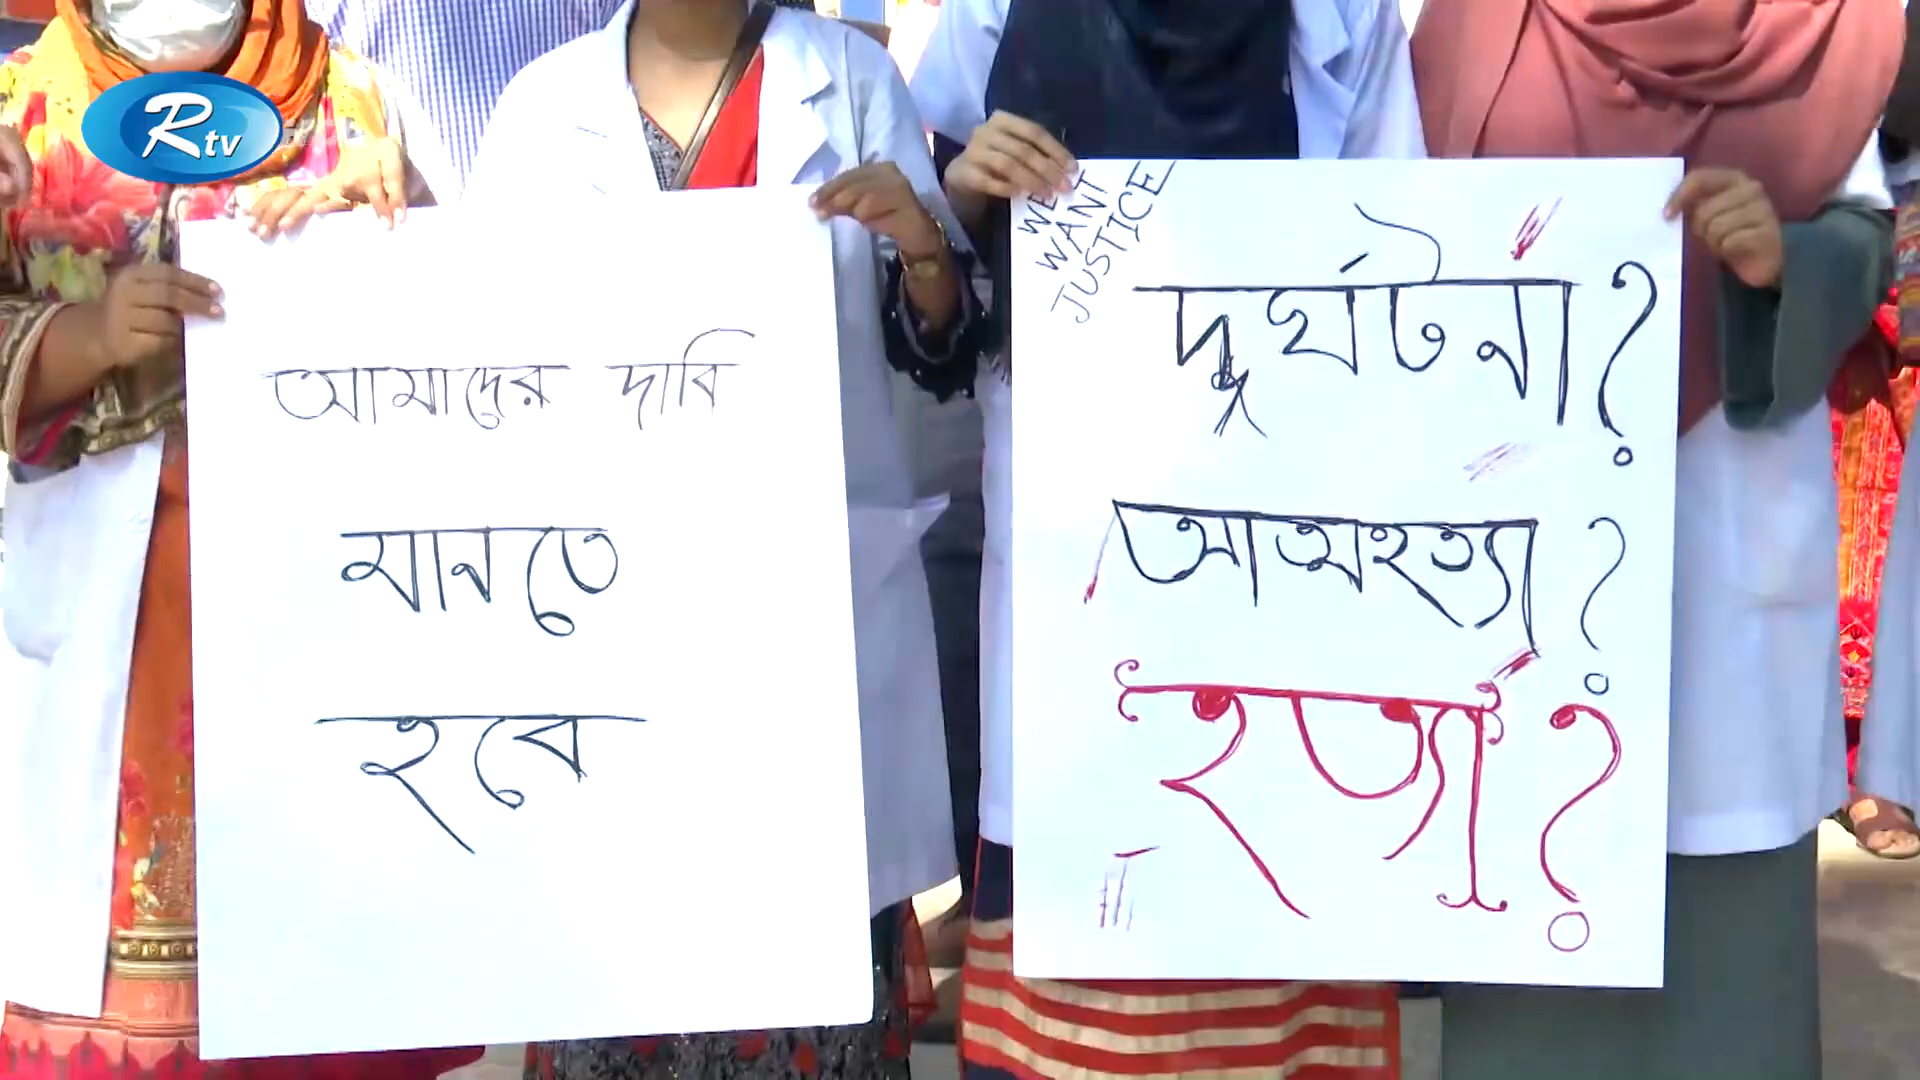 Rtv
আমাদের দাবি
মানতে
হবে
WE
WANT
JUSTICE
দুর্ঘটনা?
আত্মহত্যা?
হত্যা?